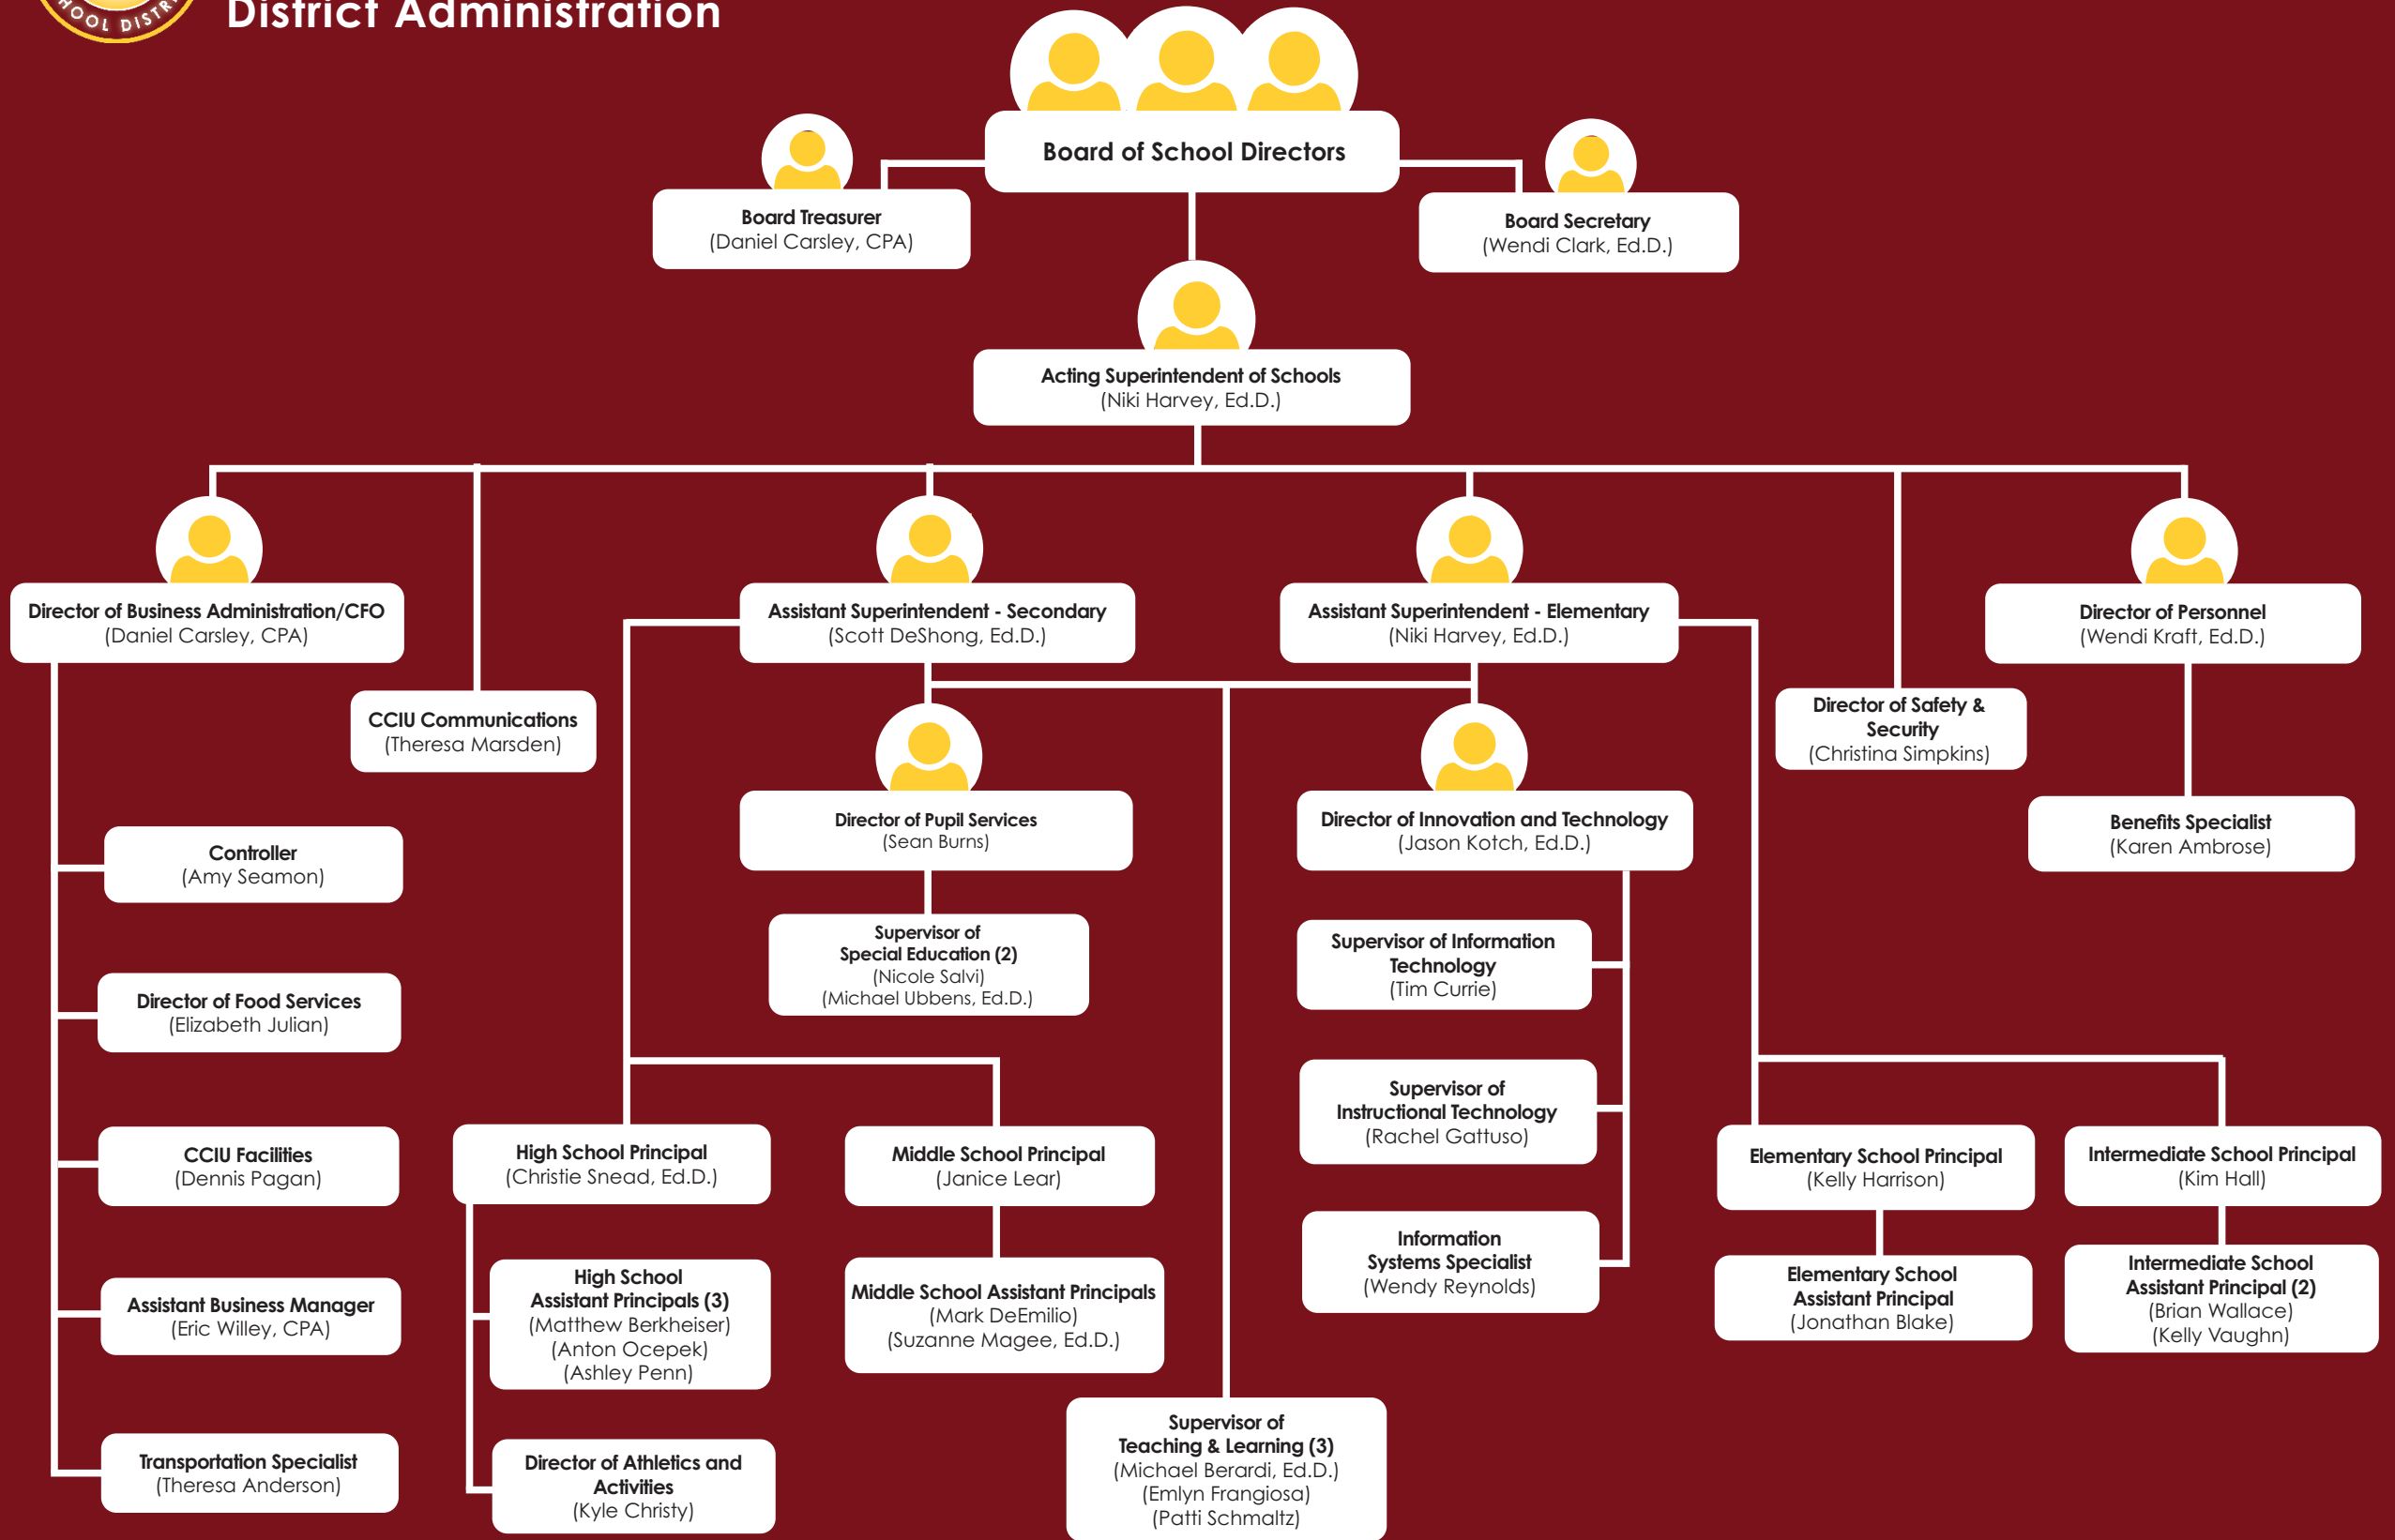 District Administration
Board of School Directors
Board Treasurer
(Daniel Carsley, CPA)
Board Secretary
(Wendi Clark, Ed.D.)
Acting Superintendent of Schools
(Niki Harvey, Ed.D.)
Director of Business Administration/CFO
(Daniel Carsley, CPA)
CCIU Communications
(Theresa Marsden)
Assistant Superintendent - Secondary
(Scott DeShong, Ed.D.)
Assistant Superintendent - Elementary
(Niki Harvey, Ed.D.)
Director of Safety &
Security
(Christina Simpkins)
Director of Personnel
(Wendi Kraft, Ed.D.)
Benefits Specialist
(Karen Ambrose)
Director of Pupil Services
(Sean Burns)
Director of Innovation and Technology
(Jason Kotch, Ed.D.)
Controller
(Amy Seamon)
Director of Food Services
(Elizabeth Julian)
CCIU Facilities
(Dennis Pagan)
Assistant Business Manager
(Eric Willey, CPA)
Transportation Specialist
(Theresa Anderson)
Supervisor of
Special Education (2)
(Nicole Salvi)
(Michael Ubbens, Ed.D.)
Supervisor of Information
Technology
(Tim Currie)
Supervisor of
Instructional Technology
(Rachel Gattuso)
Information
Systems Specialist
(Wendy Reynolds)
High School Principal
(Christie Snead, Ed.D.)
Middle School Principal
(Janice Lear)
High School
Assistant Principals (3)
(Matthew Berkheiser)
(Anton Ocepek)
(Ashley Penn)
Middle School Assistant Principals
(Mark DeEmilio)
(Suzanne Magee, Ed.D.)
Director of Athletics and
Activities
(Kyle Christy)
Supervisor of
Teaching & Learning (3)
(Michael Berardi, Ed.D.)
(Emlyn Frangiosa)
(Patti Schmaltz)
Elementary School Principal
(Kelly Harrison)
Intermediate School Principal
(Kim Hall)
Elementary School
Assistant Principal
(Jonathan Blake)
Intermediate School
Assistant Principal (2)
(Brian Wallace)
(Kelly Vaughn)